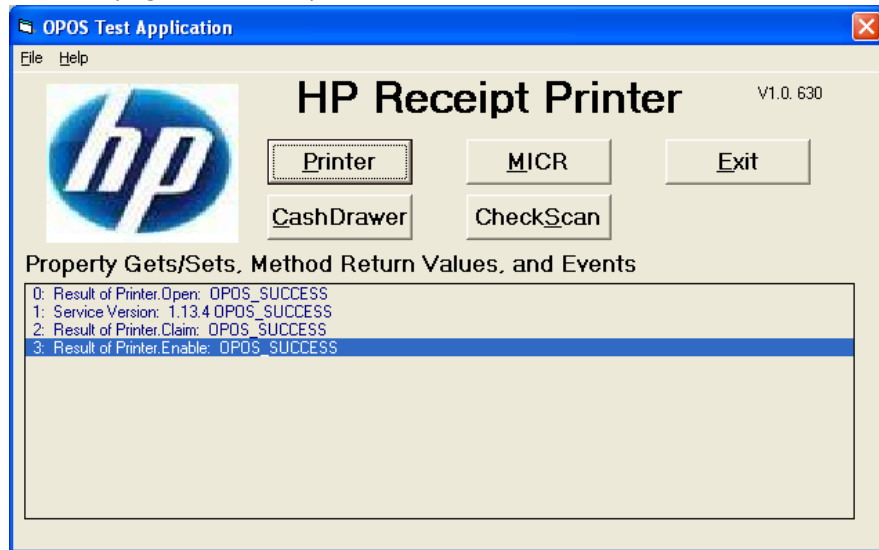 OPOS Test Application
File Help
hp
HP Receipt Printer V1.0. 630
Printer MICR Exit
CashDrawer CheckScan
Property Gets/Sets, Method Return Values, and Events
0: Result of Printer.Open: OPOS_SUCCESS
1: Service Version: 1.13.4 OPOS_SUCCESS
2: Result of Printer.Claim: OPOS_SUCCESS
3: Result of Printer.Enable: OPOS_SUCCESS